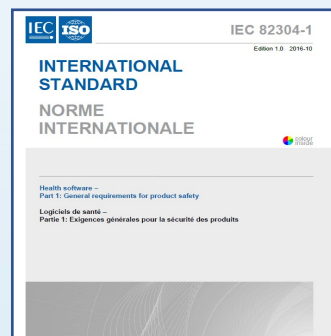 IEC ISO
IEC 82304-1
Edition 1.0 2016-10
INTERNATIONAL
STANDARD
NORME
INTERNATIONALE
colour
inside
Health software –
Part 1: General requirements for product safety
Logiciels de santé –
Partie 1: Exigences générales pour la sécurité des produits